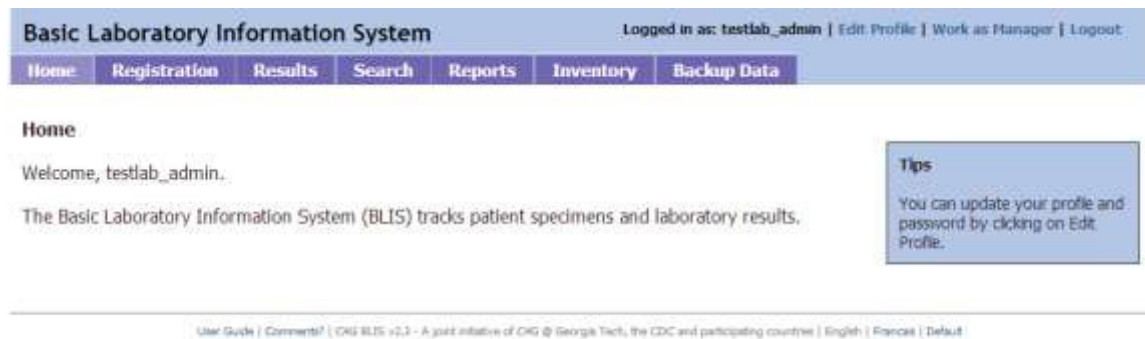 Basic Laboratory Information System
Logged in as: testlab_admin | Edit Profile | Work as Manager | Logout
Home Registration Results Search Reports Inventory Backup Data
Home
Welcome, testlab_admin.
The Basic Laboratory Information System (BLIS) tracks patient specimens and laboratory results.
Tips
You can update your profile and
password by clicking on Edit
Profile.
User Guide | Comments? | C4G BLIS v2.3 - A joint initiative of C4G @ Georgia Tech, the CDC and participating countries | English | Francais | Default